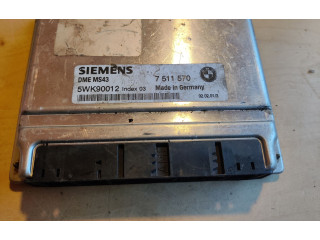 SIEMENS
DME MS43 7 511 570
5WK90012 Index 03 Made in Germany